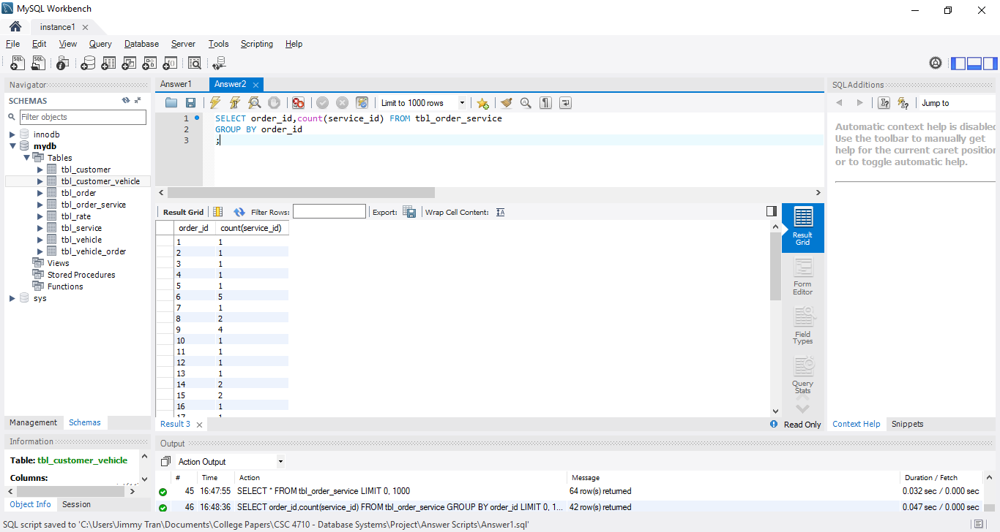 MySQL Workbench
instance1
File Edit View Query Database Server Tools Scripting Help
Navigator
SCHEMAS
Filter objects
innodb
mydb
Tables
tbl_customer
tbl_customer_vehicle
tbl_order
tbl_order_service
tbl_rate
tbl_service
tbl_vehicle
tbl_vehicle_order
Views
Stored Procedures
Functions
sys
Management Schemas
Information
Table: tbl_customer_vehicle
Columns:
Object Info Session
Answer1 Answer2
Limit to 1000 rows
1 SELECT order_id,count(service_id) FROM tbl_order_service
2 GROUP BY order_id
3 ;
Result Grid Filter Rows: Export: Wrap Cell Content:
order_id count(service_id)
1 1
2 1
3 1
4 1
5 1
6 5
7 1
8 2
9 4
10 1
11 1
12 1
13 1
14 2
15 2
16 1
17 1
Result Grid
Form Editor
Field Types
Query Stats
Result 3 Read Only
SQLAdditions
Jump to
Automatic context help is disabled
Use the toolbar to manually get
help for the current caret position
or to toggle automatic help.
Context Help Snippets
Output
Action Output
# Time Action Message Duration / Fetch
45 16:47:55 SELECT * FROM tbl_order_service LIMIT 0, 1000 64 row(s) returned 0.032 sec / 0.000 sec
46 16:48:36 SELECT order_id,count(service_id) FROM tbl_order_service GROUP BY order_id LIMIT 0, 1... 42 row(s) returned 0.047 sec / 0.000 sec
SQL script saved to 'C:\Users\Jimmy Tran\Documents\College Papers\CSC 4710 - Database Systems\Project\Answer Scripts\Answer1.sql'